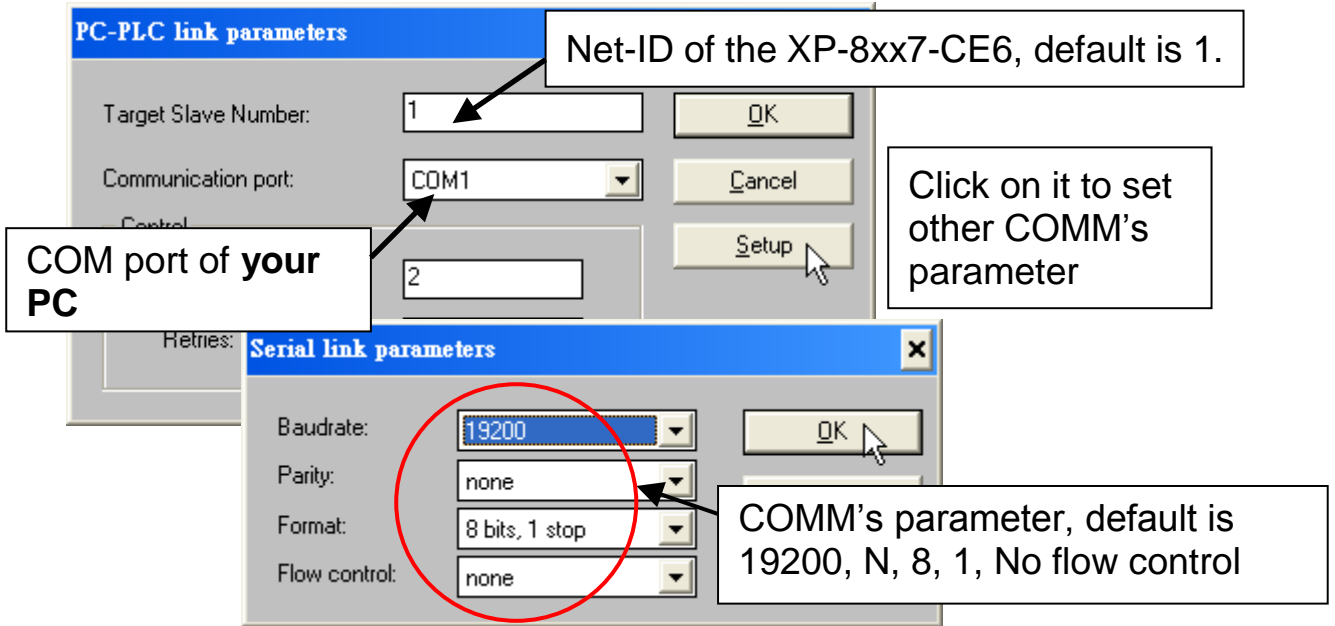 PC-PLC link parameters
Net-ID of the XP-8xx7-CE6, default is 1.
Target Slave Number:
1
OK
Communication port:
COM1
Cancel
Click on it to set
other COMM's
parameter
Control
Setup
COM port of your
PC
2
Retries:
Serial link parameters
Baudrate:
19200
OK
Parity:
none
COMM's parameter, default is
19200, N, 8, 1, No flow control
Format:
8 bits, 1 stop
Flow control:
none